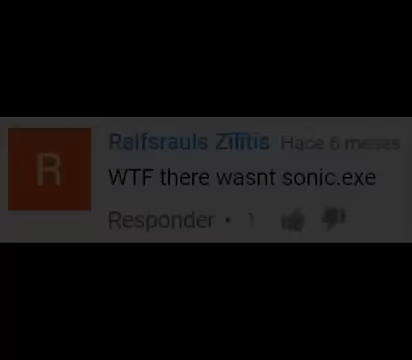 R
Ralfsrauls Zilitis Hace 6 meses
WTF there wasnt sonic.exe
Responder • 1